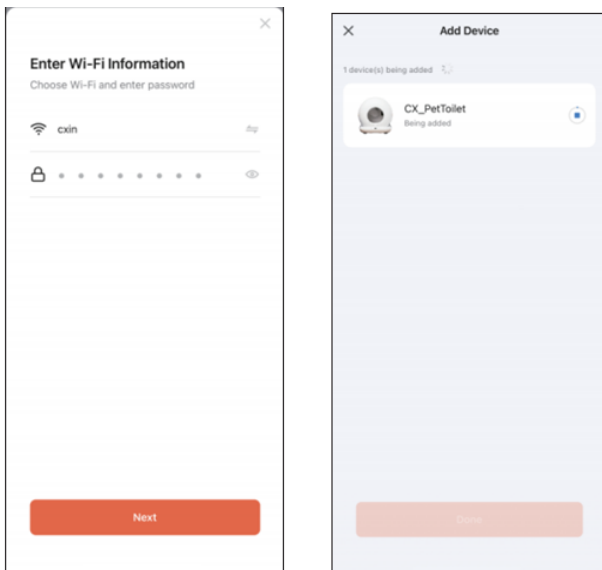 Enter Wi-Fi Information
Choose Wi-Fi and enter password
cxin
Next
Add Device
1 device(s) being added
CX_PetToilet
Being added
Done